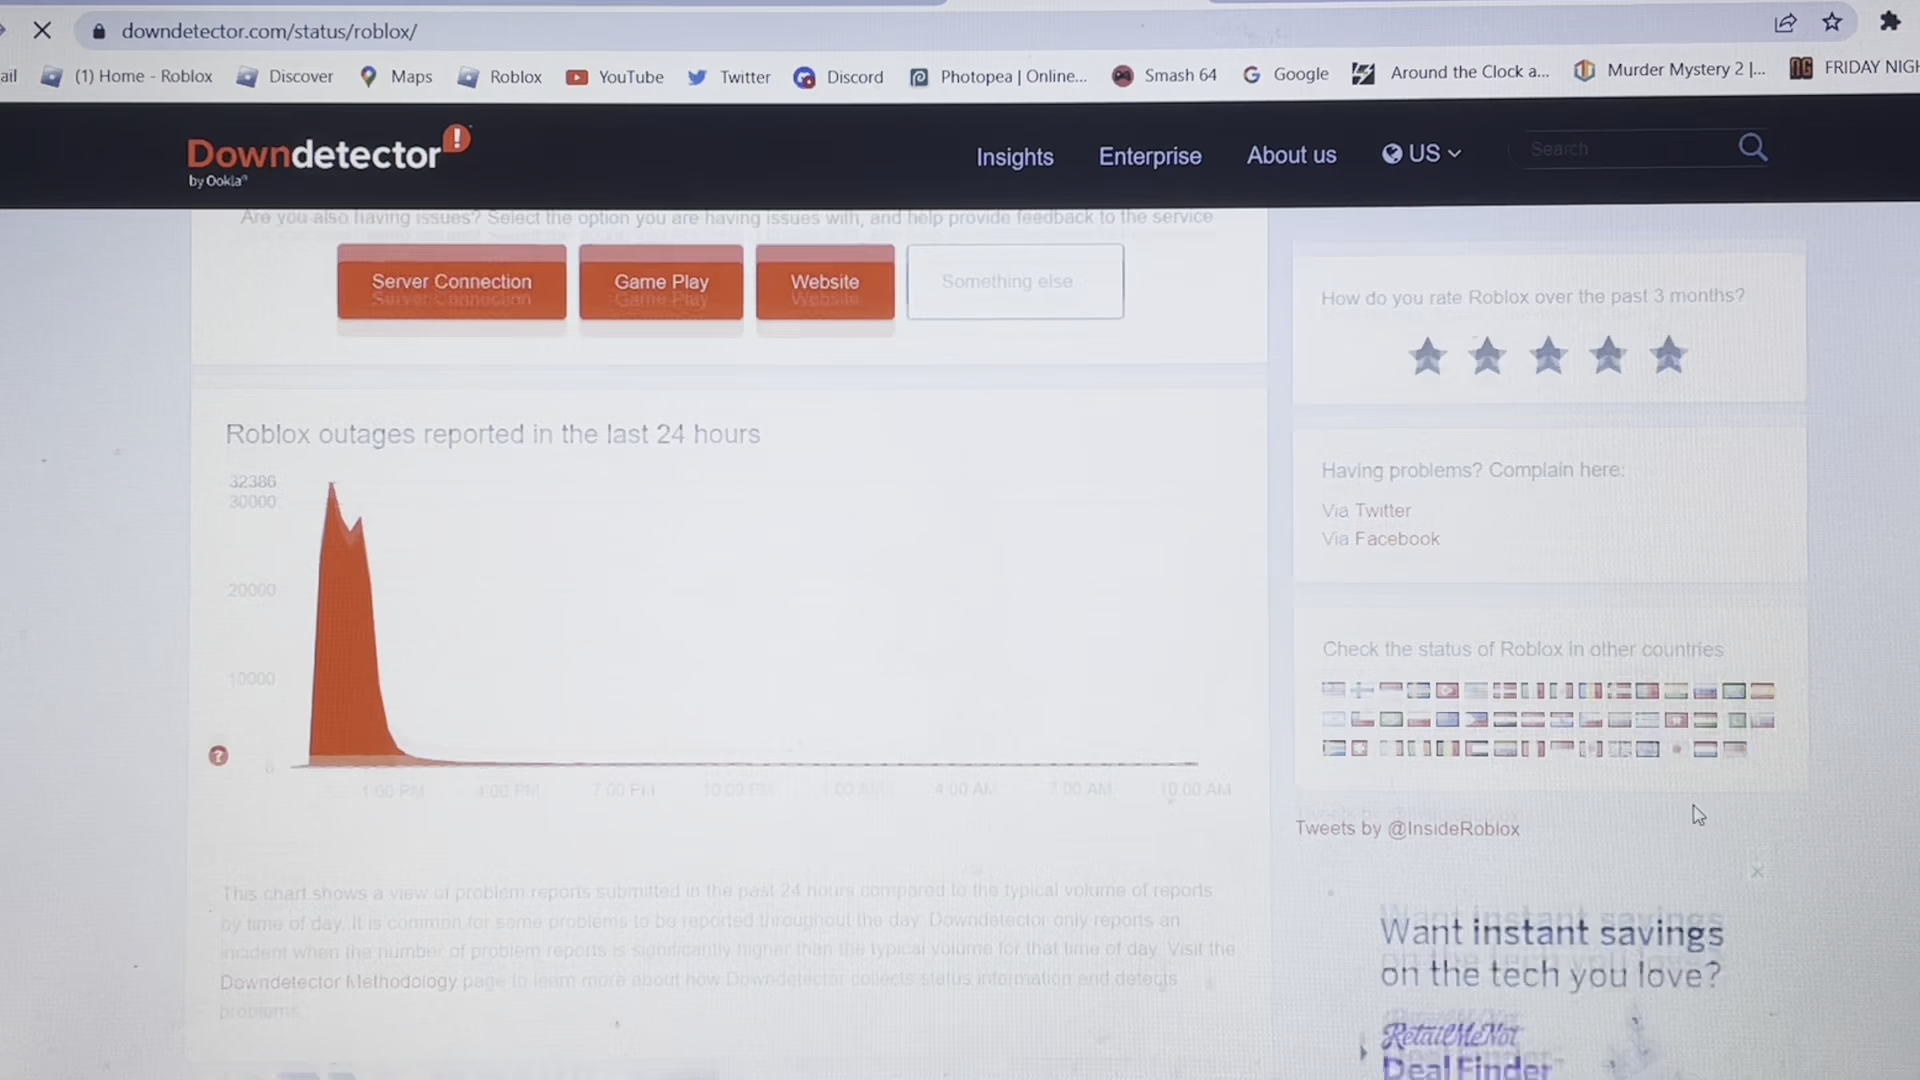 downdetector.com/status/roblox/
ail (1) Home - Roblox Discover Maps Roblox YouTube Twitter Discord Photopea | Online... Smash 64 Google Around the Clock a... Murder Mystery 2 |... FRIDAY NIGH
Downdetector
by Ookla
Insights Enterprise About us US Search
Are you also having issues? Select the option you are having issues with, and help provide feedback to the service
Server Connection Game Play Website Something else
Roblox outages reported in the last 24 hours
32386
30000
20000
10000
0
1:00 PM 4:00 PM 7:00 PM 10:00 PM 1:00 AM 4:00 AM 7:00 AM 10:00 AM
This chart shows a view of problem reports submitted in the past 24 hours compared to the typical volume of reports
by time of day. It is common for some problems to be reported throughout the day. Downdetector only reports an
incident when the number of problem reports is significantly higher than the typical volume for that time of day. Visit the
Downdetector Methodology page to learn more about how Downdetector collects status information and detects
problems.
How do you rate Roblox over the past 3 months?
Having problems? Complain here:
Via Twitter
Via Facebook
Check the status of Roblox in other countries
Tweets by @InsideRoblox
Want instant savings
on the tech you love?
RetailMeNot
Deal Finder